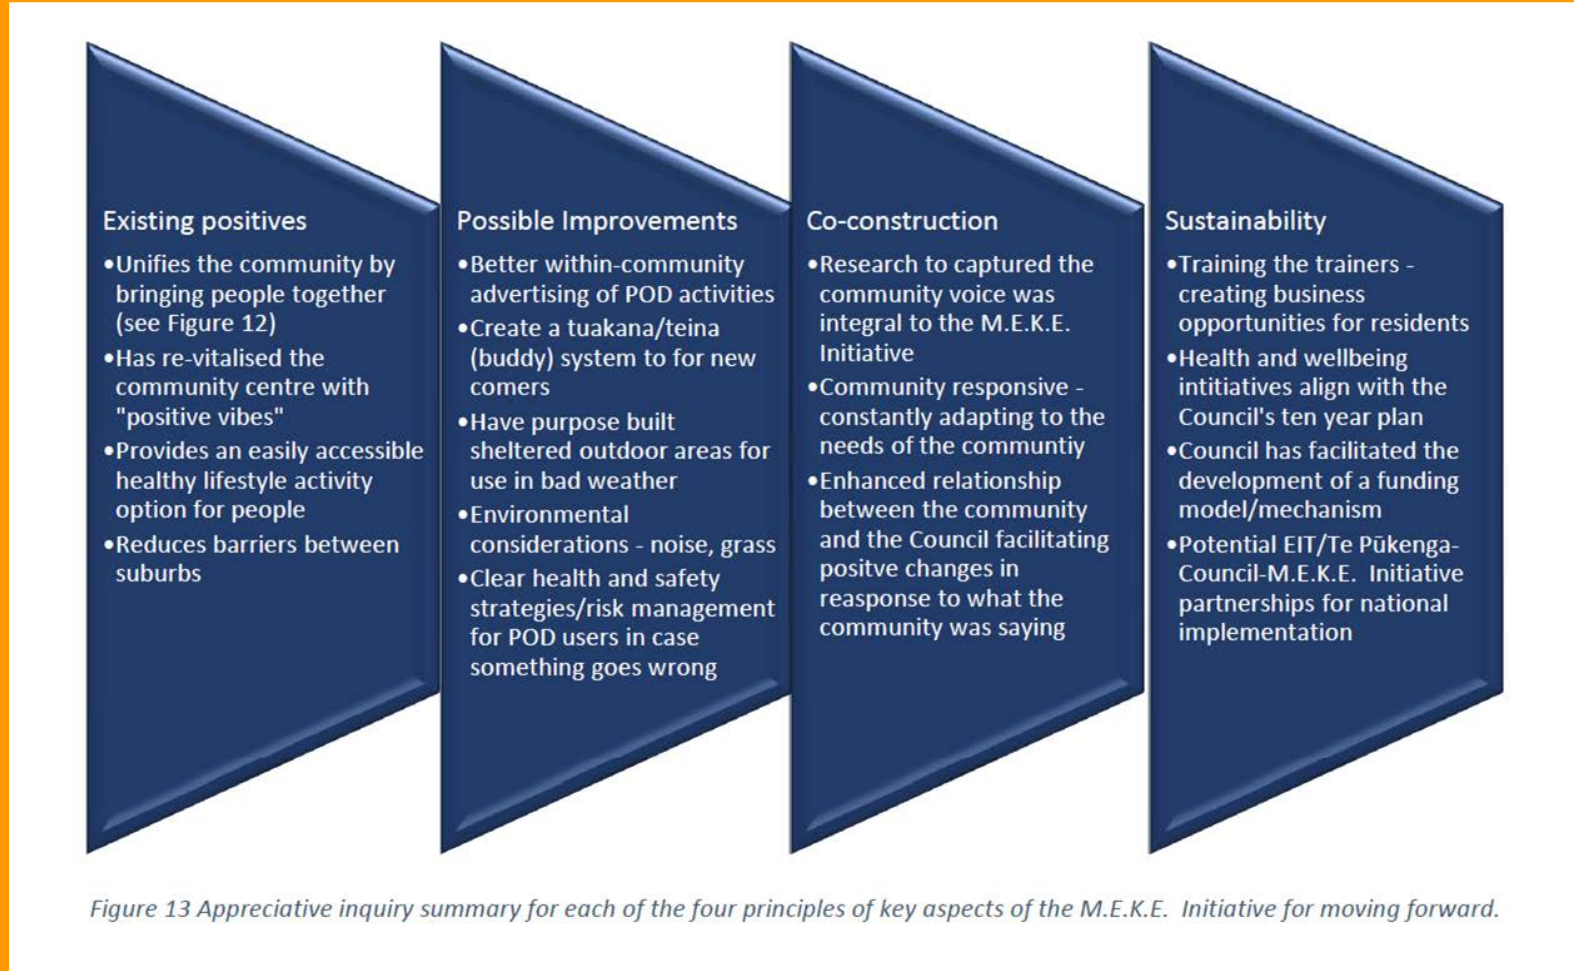 Existing positives
•Unifies the community by
bringing people together
(see Figure 12)
•Has re-vitalised the
community centre with
"positive vibes"
•Provides an easily accessible
healthy lifestyle activity
option for people
•Reduces barriers between
suburbs
Possible Improvements
•Better within-community
advertising of POD activities
•Create a tuakana/teina
(buddy) system to for new
comers
•Have purpose built
sheltered outdoor areas for
use in bad weather
•Environmental
considerations - noise, grass
•Clear health and safety
strategies/risk management
for POD users in case
something goes wrong
Co-construction
•Research to captured the
community voice was
integral to the M.E.K.E.
Initiative
•Community responsive -
constantly adapting to the
needs of the communtiy
•Enhanced relationship
between the community
and the Council facilitating
positve changes in
reasponse to what the
community was saying
Sustainability
•Training the trainers -
creating business
opportunities for residents
•Health and wellbeing
intitiatives align with the
Council's ten year plan
•Council has facilitated the
development of a funding
model/mechanism
•Potential EIT/Te Pūkenga-
Council-M.E.K.E. Initiative
partnerships for national
implementation
Figure 13 Appreciative inquiry summary for each of the four principles of key aspects of the M.E.K.E. Initiative for moving forward.